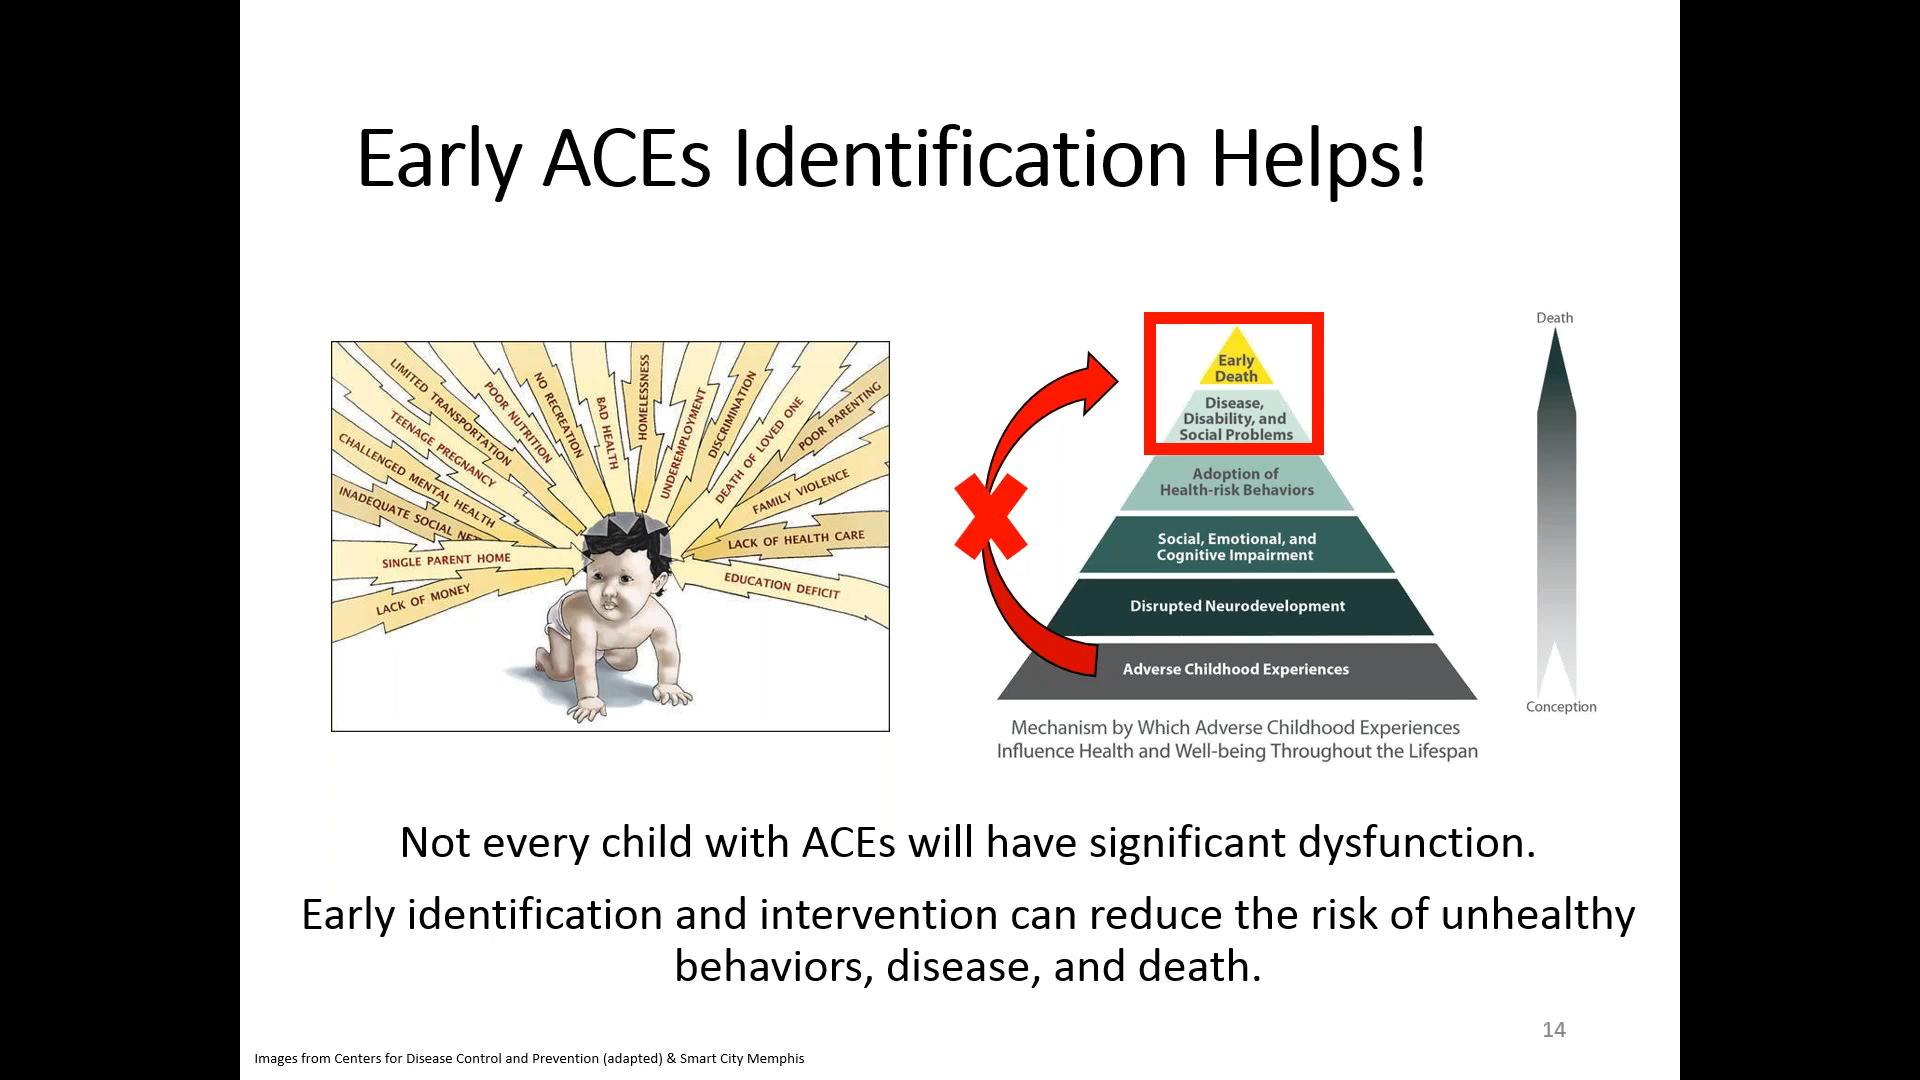 Early ACEs Identification Helps!
LIMITED TRANSPORTATION
TEENAGE PREGNANCY
CHALLENGED MENTAL HEALTH
INADEQUATE SOCIAL NET
SINGLE PARENT HOME
LACK OF MONEY
POOR NUTRITION
NO RECREATION
BAD HEALTH
HOMELESSNESS
UNDEREMPLOYMENT
DISCRIMINATION
DEATH OF LOVED ONE
POOR PARENTING
FAMILY VIOLENCE
LACK OF HEALTH CARE
EDUCATION DEFICIT
Early
Death
Disease,
Disability, and
Social Problems
Adoption of
Health-risk Behaviors
Social, Emotional, and
Cognitive Impairment
Disrupted Neurodevelopment
Adverse Childhood Experiences
Mechanism by Which Adverse Childhood Experiences
Influence Health and Well-being Throughout the Lifespan
Death
Conception
Not every child with ACEs will have significant dysfunction.
Early identification and intervention can reduce the risk of unhealthy
behaviors, disease, and death.
14
Images from Centers for Disease Control and Prevention (adapted) & Smart City Memphis